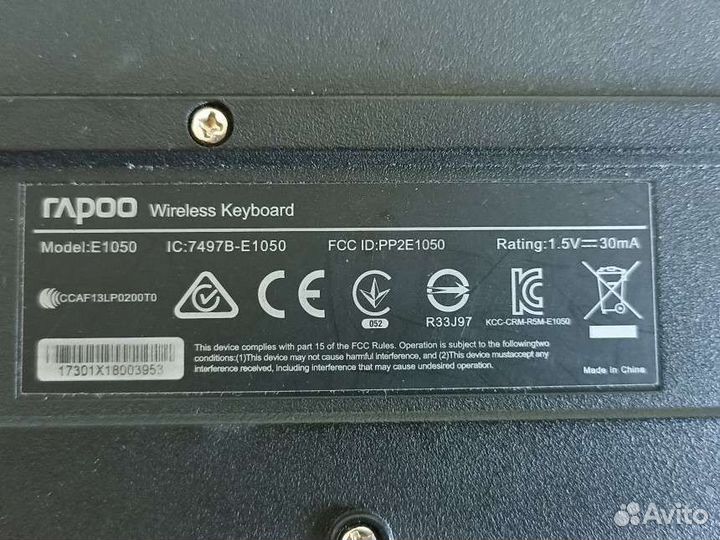 rapoo Wireless Keyboard
Model:E1050 IC:7497B-E1050 FCC ID:PP2E1050 Rating:1.5V⎓30mA
CCAF13LP0200T0
052
R33J97
KCC-CRM-R5M-E1050
This device complies with part 15 of the FCC Rules. Operation is subject to the followingtwo
conditions:(1)This device may not cause harmful interference, and (2)This device mustaccept any
interference received, including interference that may cause undesired operation.
17301X18003953
Made in China
Avito